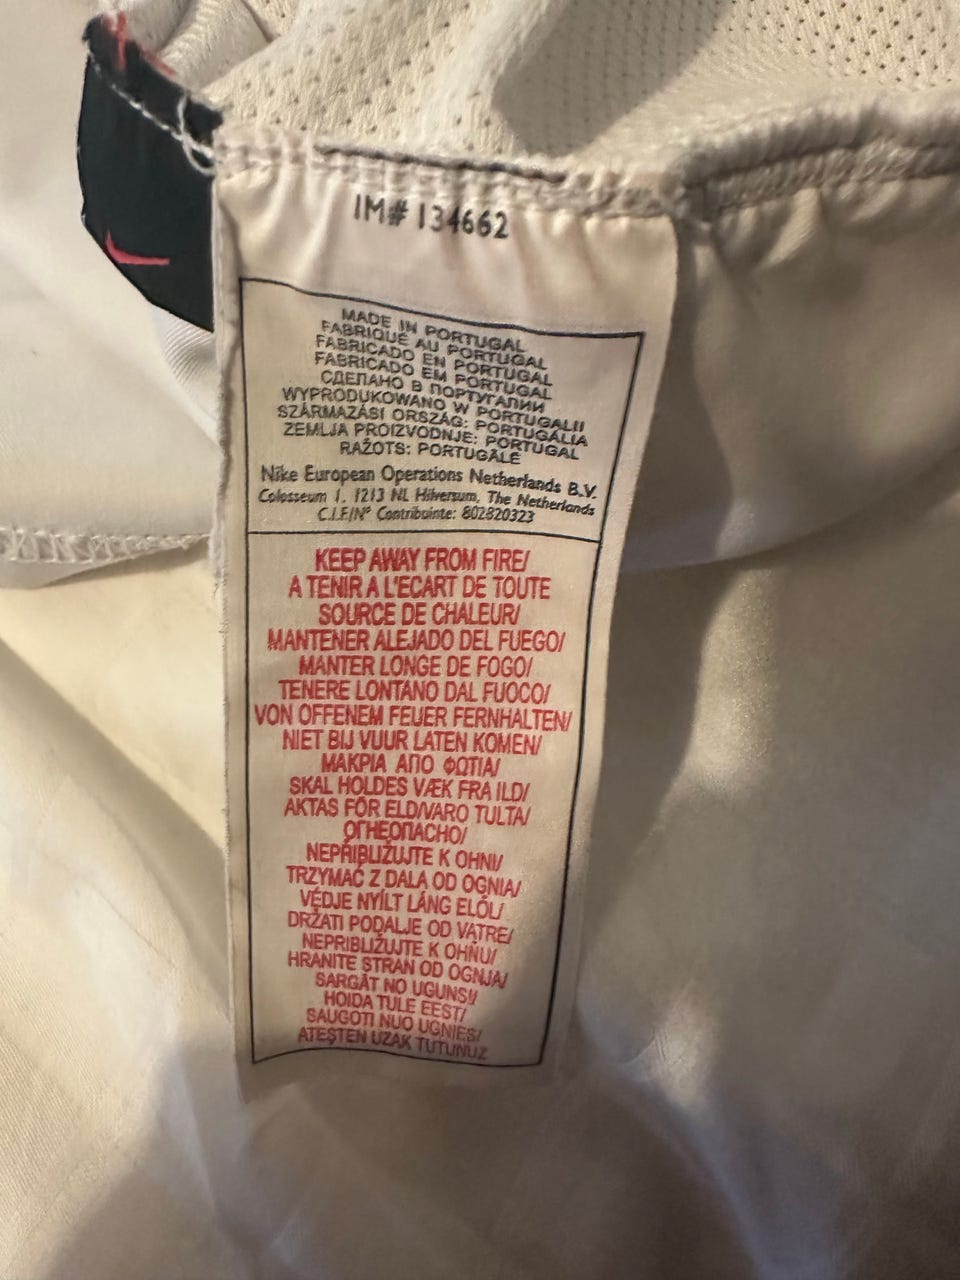 IM# 134662
MADE IN PORTUGAL
FABRIQUÉ AU PORTUGAL
FABRICADO EN PORTUGAL
FABRICADO EM PORTUGAL
СДЕЛАНО В ПОРТУГАЛИИ
WYPRODUKOWANO W PORTUGALII
SZÁRMAZÁSI ORSZÁG: PORTUGÁLIA
ZEMLJA PROIZVODNJE: PORTUGAL
RAŽOTS: PORTUGĀLĒ
Nike European Operations Netherlands B.V.
Colosseum 1, 1213 NL Hilversum, The Netherlands
C.I.F/Nº Contribuinte: 802820323
KEEP AWAY FROM FIRE/
A TENIR A L'ECART DE TOUTE
SOURCE DE CHALEUR/
MANTENER ALEJADO DEL FUEGO/
MANTER LONGE DE FOGO/
TENERE LONTANO DAL FUOCO/
VON OFFENEM FEUER FERNHALTEN/
NIET BIJ VUUR LATEN KOMEN/
ΜΑΚΡΙΑ ΑΠΟ ΦΩΤΙΑ/
SKAL HOLDES VÆK FRA ILD/
AKTAS FÖR ELD/VARO TULTA/
ОГНЕОПАСНО/
NEPŘIBLIŽUJTE K OHNI/
TRZYMAĆ Z DALA OD OGNIA/
VÉDJE NYÍLT LÁNG ELŐL/
DRŽATI PODALJE OD VATRE/
NEPRIBLIŽUJTE K OHŇU/
HRANITE STRAN OD OGNJA/
SARGĀT NO UGUNS!/
HOIDA TULE EEST/
SAUGOTI NUO UGNIES/
ATEŞTEN UZAK TUTUNUZ